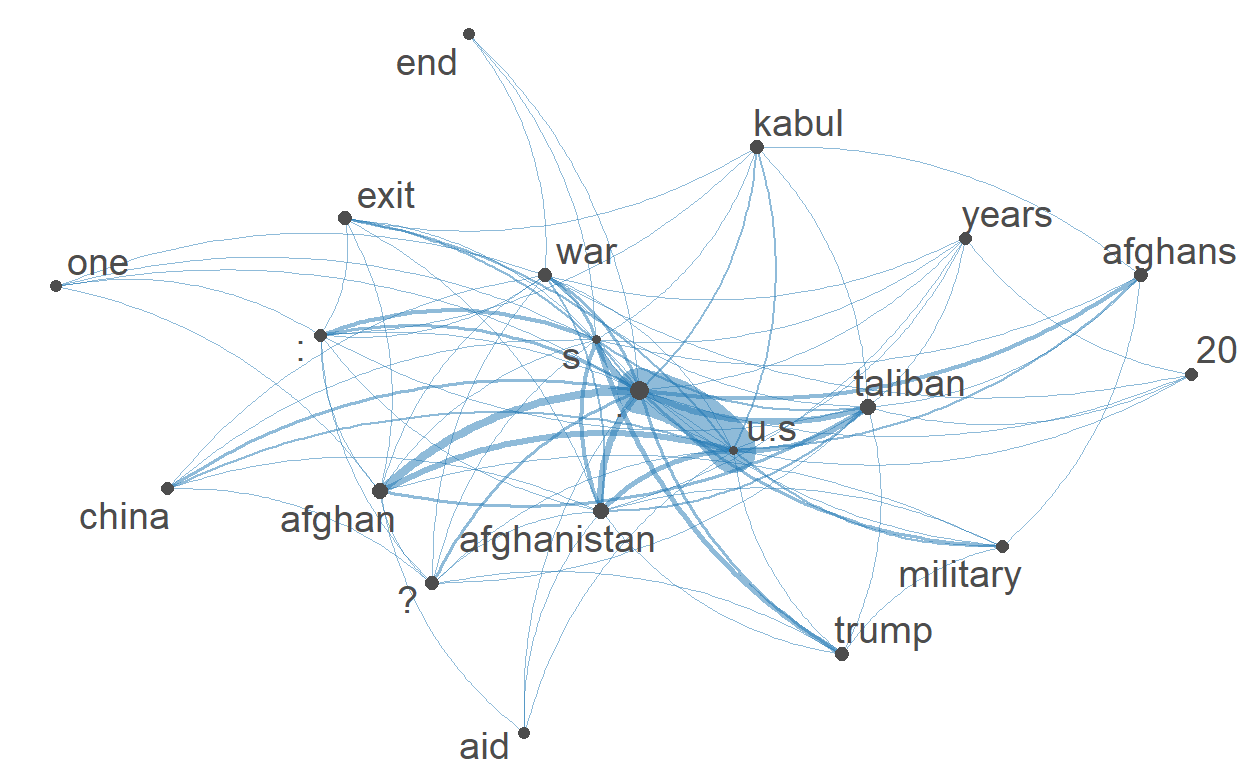 end
kabul
exit
years
one
war
afghans
:
s
20
taliban
.
u.s
china
afghan
afghanistan
military
?
trump
aid